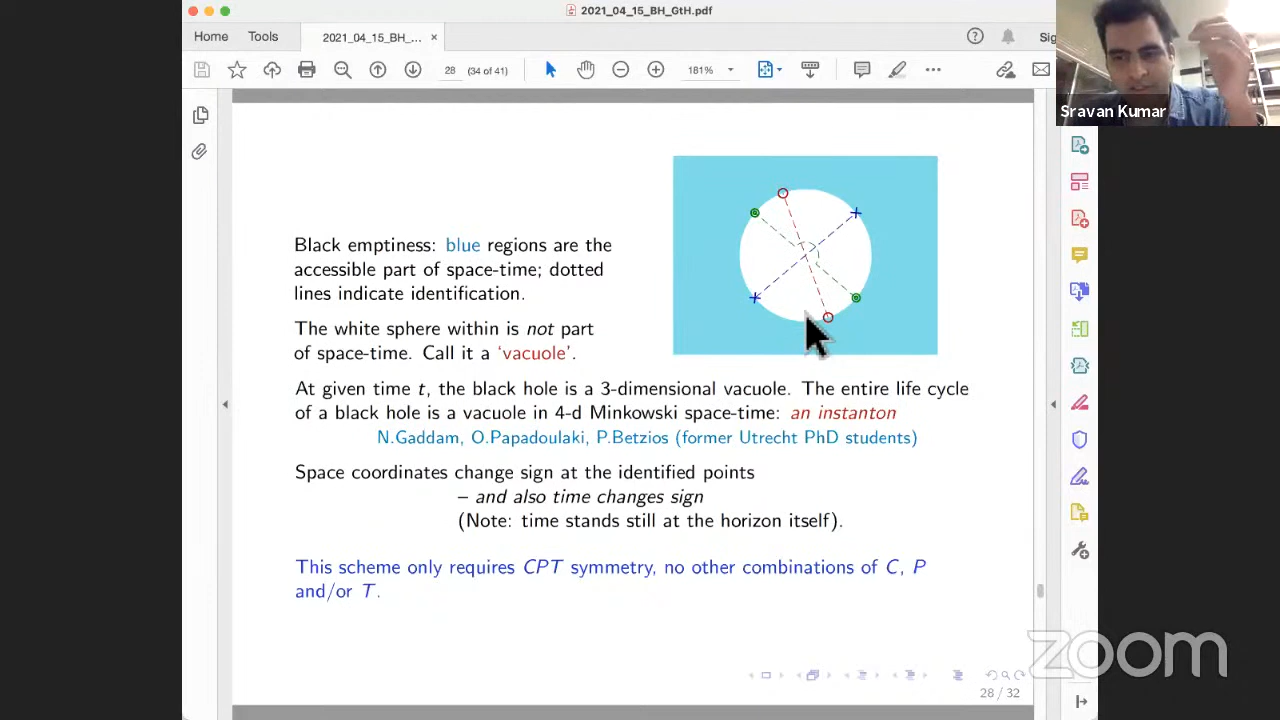 2021_04_15_BH_GtH.pdf
Home Tools 2021_04_15_BH_... × Sig
28 (34 of 41) 181%
Sravan Kumar
Black emptiness: blue regions are the
accessible part of space-time; dotted
lines indicate identification.
The white sphere within is not part
of space-time. Call it a 'vacuole'.
At given time t, the black hole is a 3-dimensional vacuole. The entire life cycle
of a black hole is a vacuole in 4-d Minkowski space-time: an instanton
N.Gaddam, O.Papadoulaki, P.Betzios (former Utrecht PhD students)
Space coordinates change sign at the identified points
– and also time changes sign
(Note: time stands still at the horizon itself).
This scheme only requires CPT symmetry, no other combinations of C, P
and/or T.
zoom
28 / 32